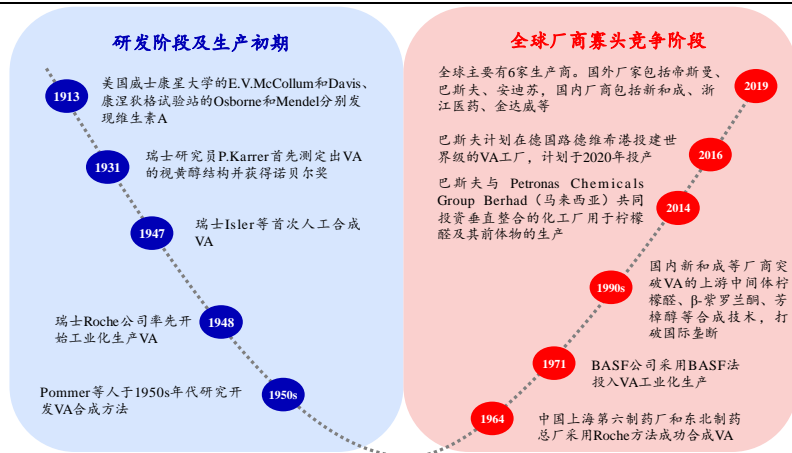 研发阶段及生产初期
1913
美国威士康星大学的E.V.McCollum和Davis、
康涅狄格试验站的Osborne和Mendel分别发
现维生素A
1931
瑞士研究员P.Karrer首先测定出VA
的视黄醇结构并获得诺贝尔奖
1947
瑞士Isler等首次人工合成
VA
瑞士Roche公司率先开
始工业化生产VA
1948
Pommer等人于1950s年代研究开
发VA合成方法
1950s
全球厂商寡头竞争阶段
全球主要有6家生产商。国外厂家包括帝斯曼、
巴斯夫、安迪苏，国内厂商包括新和成、浙
江医药、金达威等
2019
巴斯夫计划在德国路德维希港投建世
界级的VA工厂，计划于2020年投产
2016
巴斯夫与 Petronas Chemicals
Group Berhad（马来西亚）共同
投资垂直整合的化工厂用于柠檬
醛及其前体物的生产
2014
1990s
国内新和成等厂商突
破VA的上游中间体柠
檬醛、β-紫罗兰酮、芳
樟醇等合成技术，打
破国际垄断
1971
BASF公司采用BASF法
投入VA工业化生产
1964
中国上海第六制药厂和东北制药
总厂采用Roche方法成功合成VA